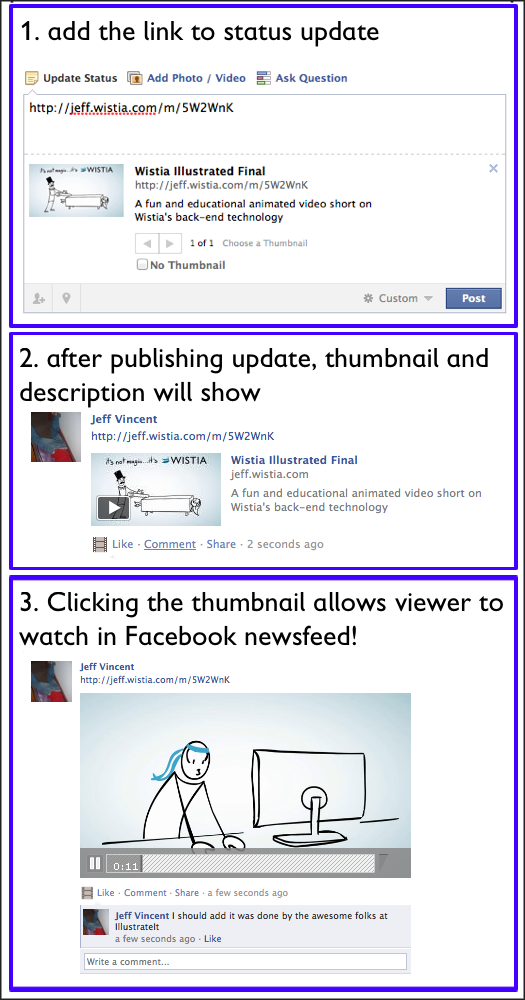 1. add the link to status update
Update Status Add Photo / Video Ask Question
http://jeff.wistia.com/m/5W2WnK
it's not magic...it's WISTIA
Wistia Illustrated Final
http://jeff.wistia.com/m/5W2WnK
A fun and educational animated video short on
Wistia's back-end technology
1 of 1 Choose a Thumbnail
No Thumbnail
Custom Post
2. after publishing update, thumbnail and
description will show
Jeff Vincent
http://jeff.wistia.com/m/5W2WnK
it's not magic...it's WISTIA
Wistia Illustrated Final
jeff.wistia.com
A fun and educational animated video short on
Wistia's back-end technology
Like · Comment · Share · 2 seconds ago
3. Clicking the thumbnail allows viewer to
watch in Facebook newsfeed!
Jeff Vincent
http://jeff.wistia.com/m/5W2WnK
0:11
Like · Comment · Share · a few seconds ago
Jeff Vincent I should add it was done by the awesome folks at
IllustrateIt
a few seconds ago · Like
Write a comment...